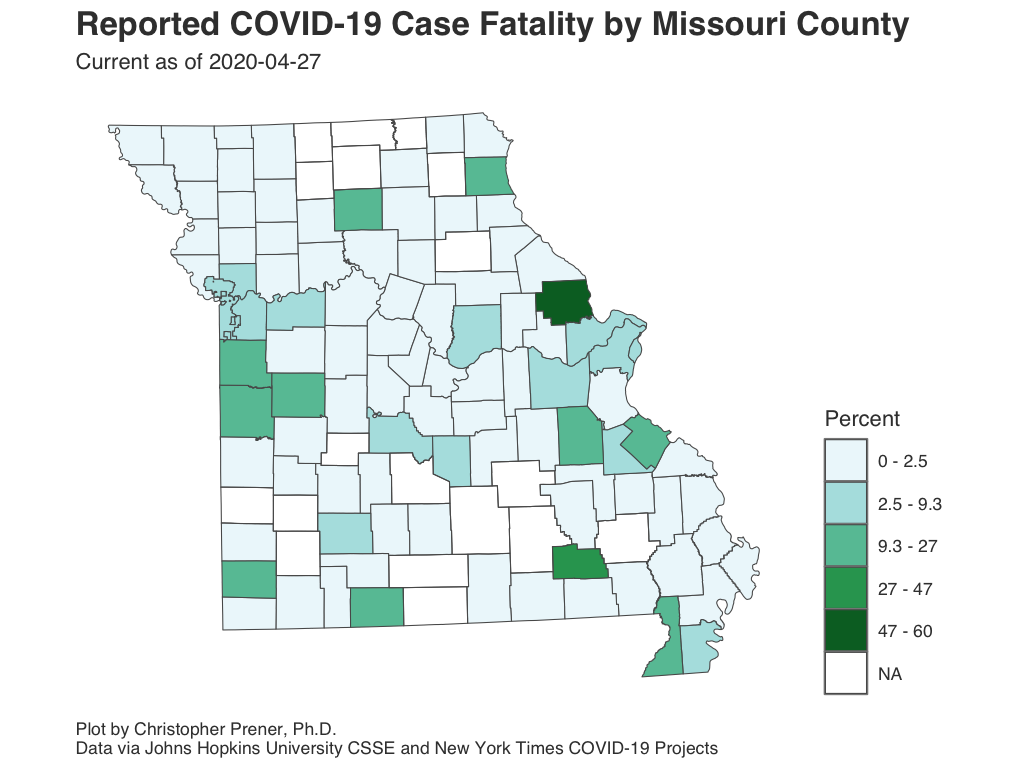 Reported COVID-19 Case Fatality by Missouri County
Current as of 2020-04-27
Percent
0 - 2.5
2.5 - 9.3
9.3 - 27
27 - 47
47 - 60
NA
Plot by Christopher Prener, Ph.D.
Data via Johns Hopkins University CSSE and New York Times COVID-19 Projects